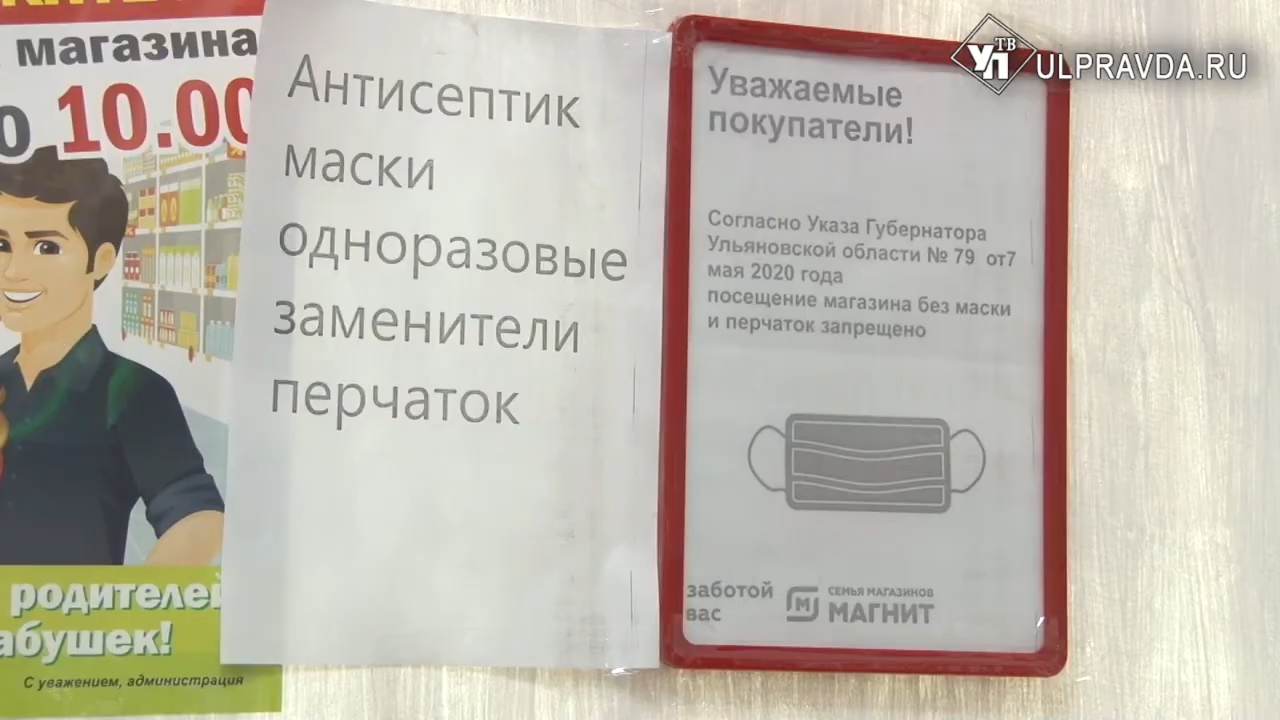 магазина
10.00
родителей
С уважением, администрация
Антисептик
маски
одноразовые
заменители
перчаток
Уважаемые
покупатели!
Согласно Указа Губернатора
Ульяновской области № 79 от7
мая 2020 года
посещение магазина без маски
и перчаток запрещено
заботой
вас
СЕМЬЯ МАГАЗИНОВ
МАГНИТ
УП ТВ
ULPRAVDA.RU